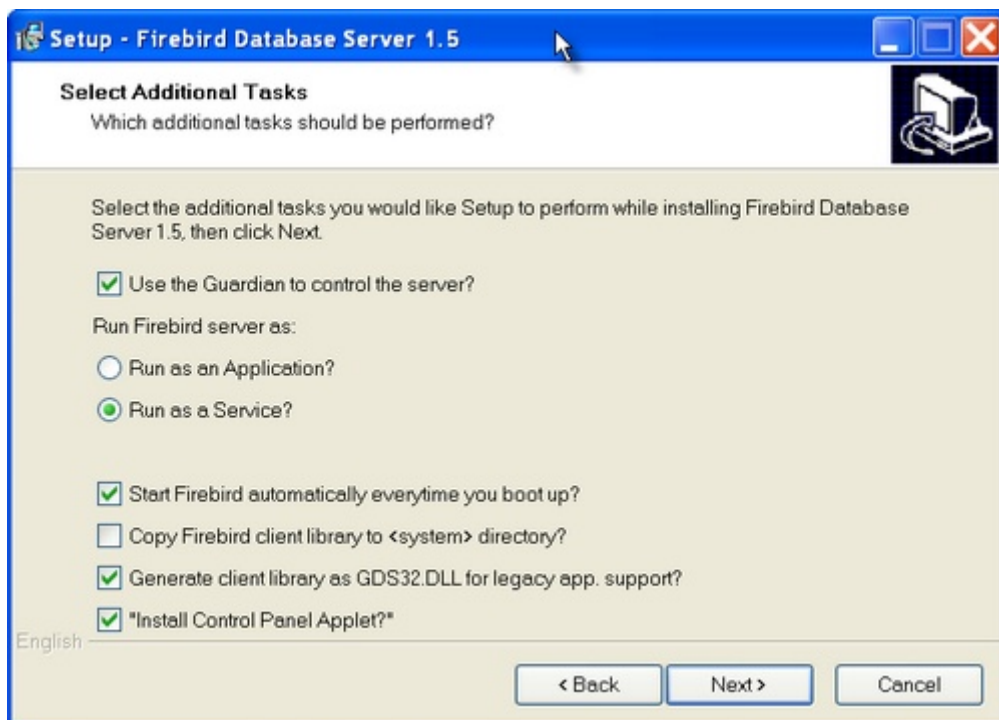 Setup - Firebird Database Server 1.5
Select Additional Tasks
Which additional tasks should be performed?
Select the additional tasks you would like Setup to perform while installing Firebird Database
Server 1.5, then click Next.
Use the Guardian to control the server?
Run Firebird server as:
Run as an Application?
Run as a Service?
Start Firebird automatically everytime you boot up?
Copy Firebird client library to <system> directory?
Generate client library as GDS32.DLL for legacy app. support?
"Install Control Panel Applet?"
English
< Back Next > Cancel